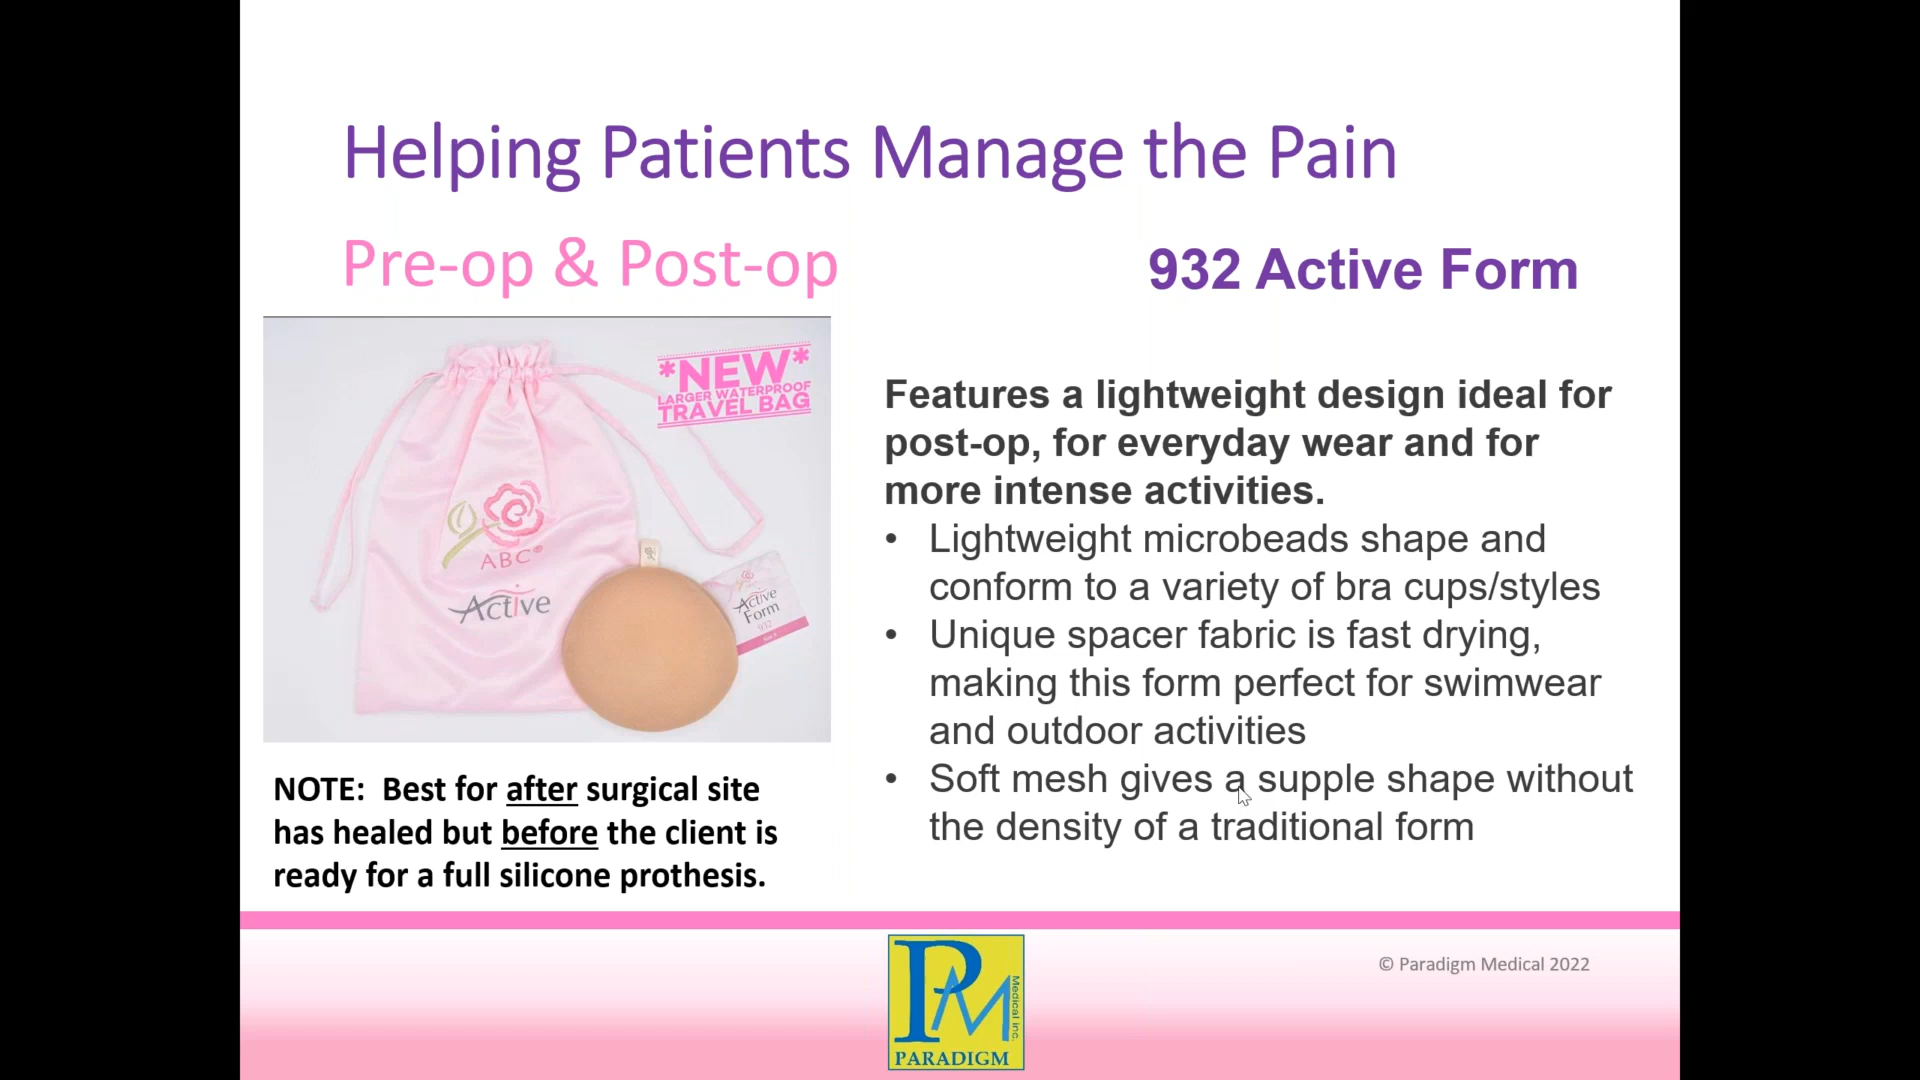 Helping Patients Manage the Pain
Pre-op & Post-op
932 Active Form
*NEW*
LARGER WATERPROOF
TRAVEL BAG
ABC®
Active
Active
Form
932
Features a lightweight design ideal for
post-op, for everyday wear and for
more intense activities.
• Lightweight microbeads shape and
conform to a variety of bra cups/styles
• Unique spacer fabric is fast drying,
making this form perfect for swimwear
and outdoor activities
• Soft mesh gives a supple shape without
the density of a traditional form
NOTE:  Best for after surgical site
has healed but before the client is
ready for a full silicone prothesis.
PM
Medical inc.
PARADIGM
© Paradigm Medical 2022